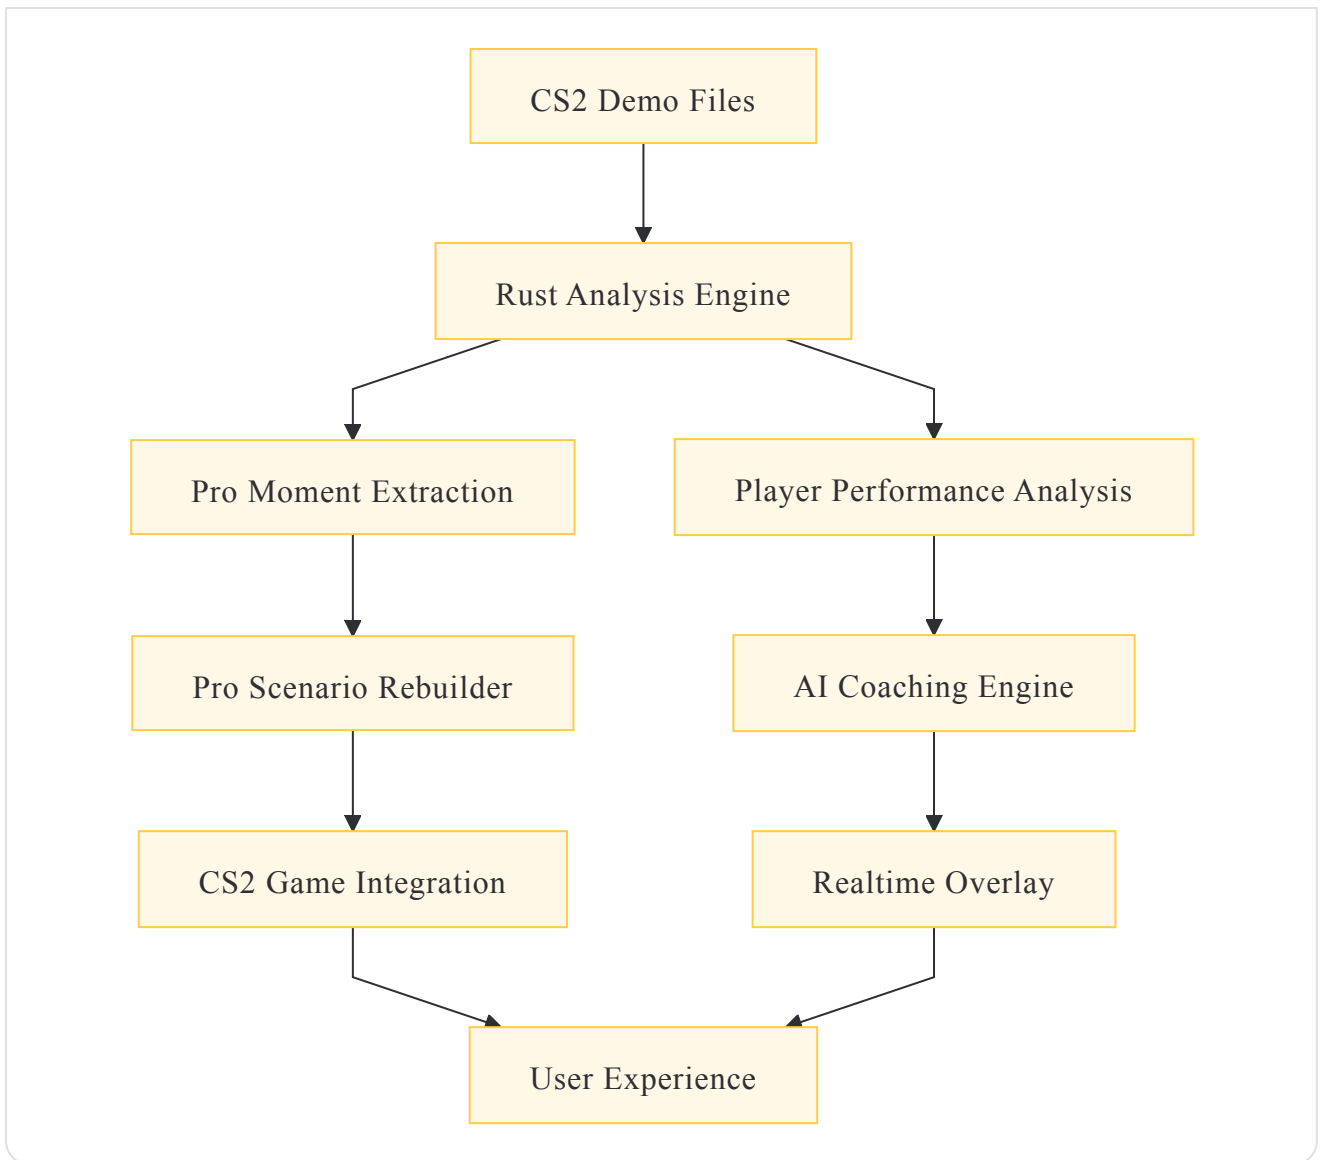 CS2 Demo Files
Rust Analysis Engine
Pro Moment Extraction
Player Performance Analysis
Pro Scenario Rebuilder
AI Coaching Engine
CS2 Game Integration
Realtime Overlay
User Experience